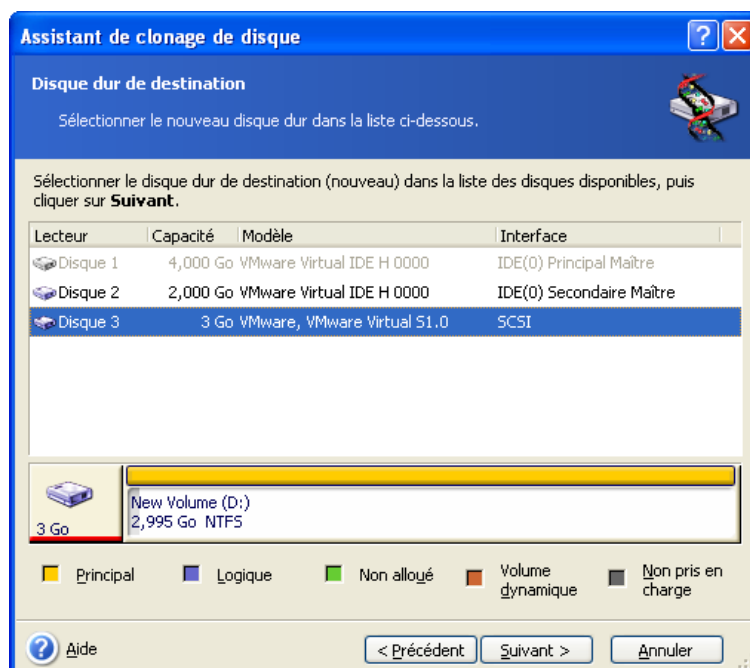 Assistant de clonage de disque
Disque dur de destination
Sélectionner le nouveau disque dur dans la liste ci-dessous.
Sélectionner le disque dur de destination (nouveau) dans la liste des disques disponibles, puis
cliquer sur Suivant.
Lecteur Capacité Modèle Interface
Disque 1 4,000 Go VMware Virtual IDE H 0000 IDE(0) Principal Maître
Disque 2 2,000 Go VMware Virtual IDE H 0000 IDE(0) Secondaire Maître
Disque 3 3 Go VMware, VMware Virtual S1.0 SCSI
New Volume (D:)
3 Go 2,995 Go NTFS
Principal Logique Non alloué Volume dynamique Non pris en charge
Aide < Précédent Suivant > Annuler